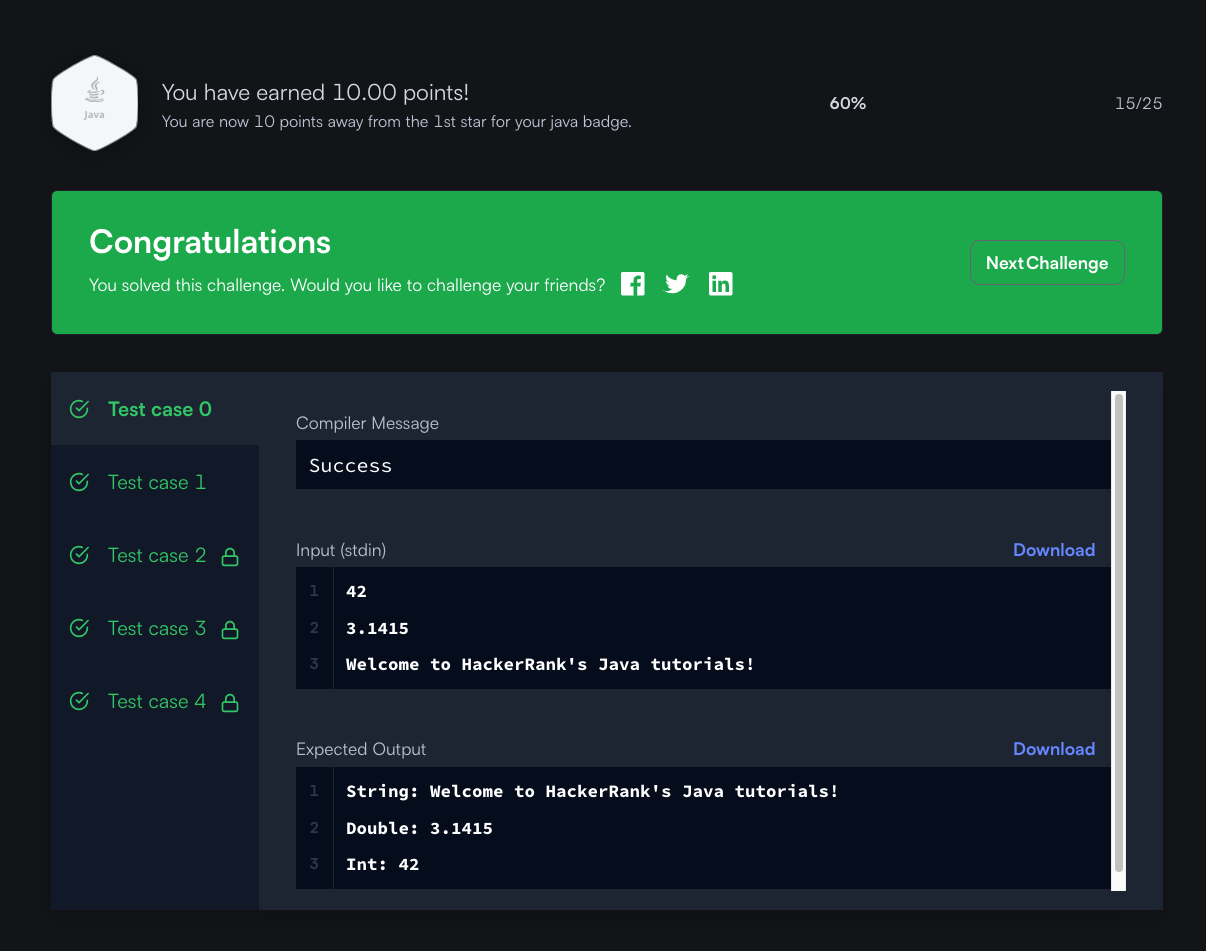 Java
You have earned 10.00 points!
You are now 10 points away from the 1st star for your java badge.
60%
15/25
Congratulations
You solved this challenge. Would you like to challenge your friends?
Next Challenge
Test case 0
Test case 1
Test case 2
Test case 3
Test case 4
Compiler Message
Success
Input (stdin)
Download
1 42
2 3.1415
3 Welcome to HackerRank's Java tutorials!
Expected Output
Download
1 String: Welcome to HackerRank's Java tutorials!
2 Double: 3.1415
3 Int: 42